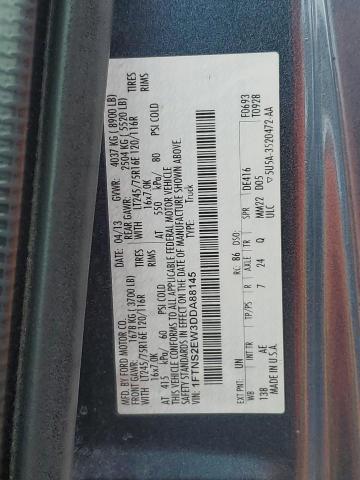 MFD. BY FORD MOTOR CO.
DATE: 04/13 GVWR: 4037 KG ( 8900 LB)
FRONT GAWR: 1678 KG ( 3700 LB) REAR GAWR: 2504 KG ( 5520 LB)
WITH LT245/75R16E 120/116R TIRES WITH LT245/75R16E 120/116R TIRES
16x7.0K RIMS 16x7.0K RIMS
AT 415 kPa/ 60 PSI COLD AT 550 kPa/ 80 PSI COLD
THIS VEHICLE CONFORMS TO ALL APPLICABLE FEDERAL MOTOR VEHICLE
SAFETY STANDARDS IN EFFECT ON THE DATE OF MANUFACTURE SHOWN ABOVE.
VIN: 1FTNS2EW3DDA88145 TYPE: Truck
F0693
T0928
EXT PNT: UN RC: 86 DSO:
WB INT TR TP/PS R AXLE TR SPR DE416
138 AE 7 24 Q MM22 D05
ULC ▽5U5A-3520472 AA